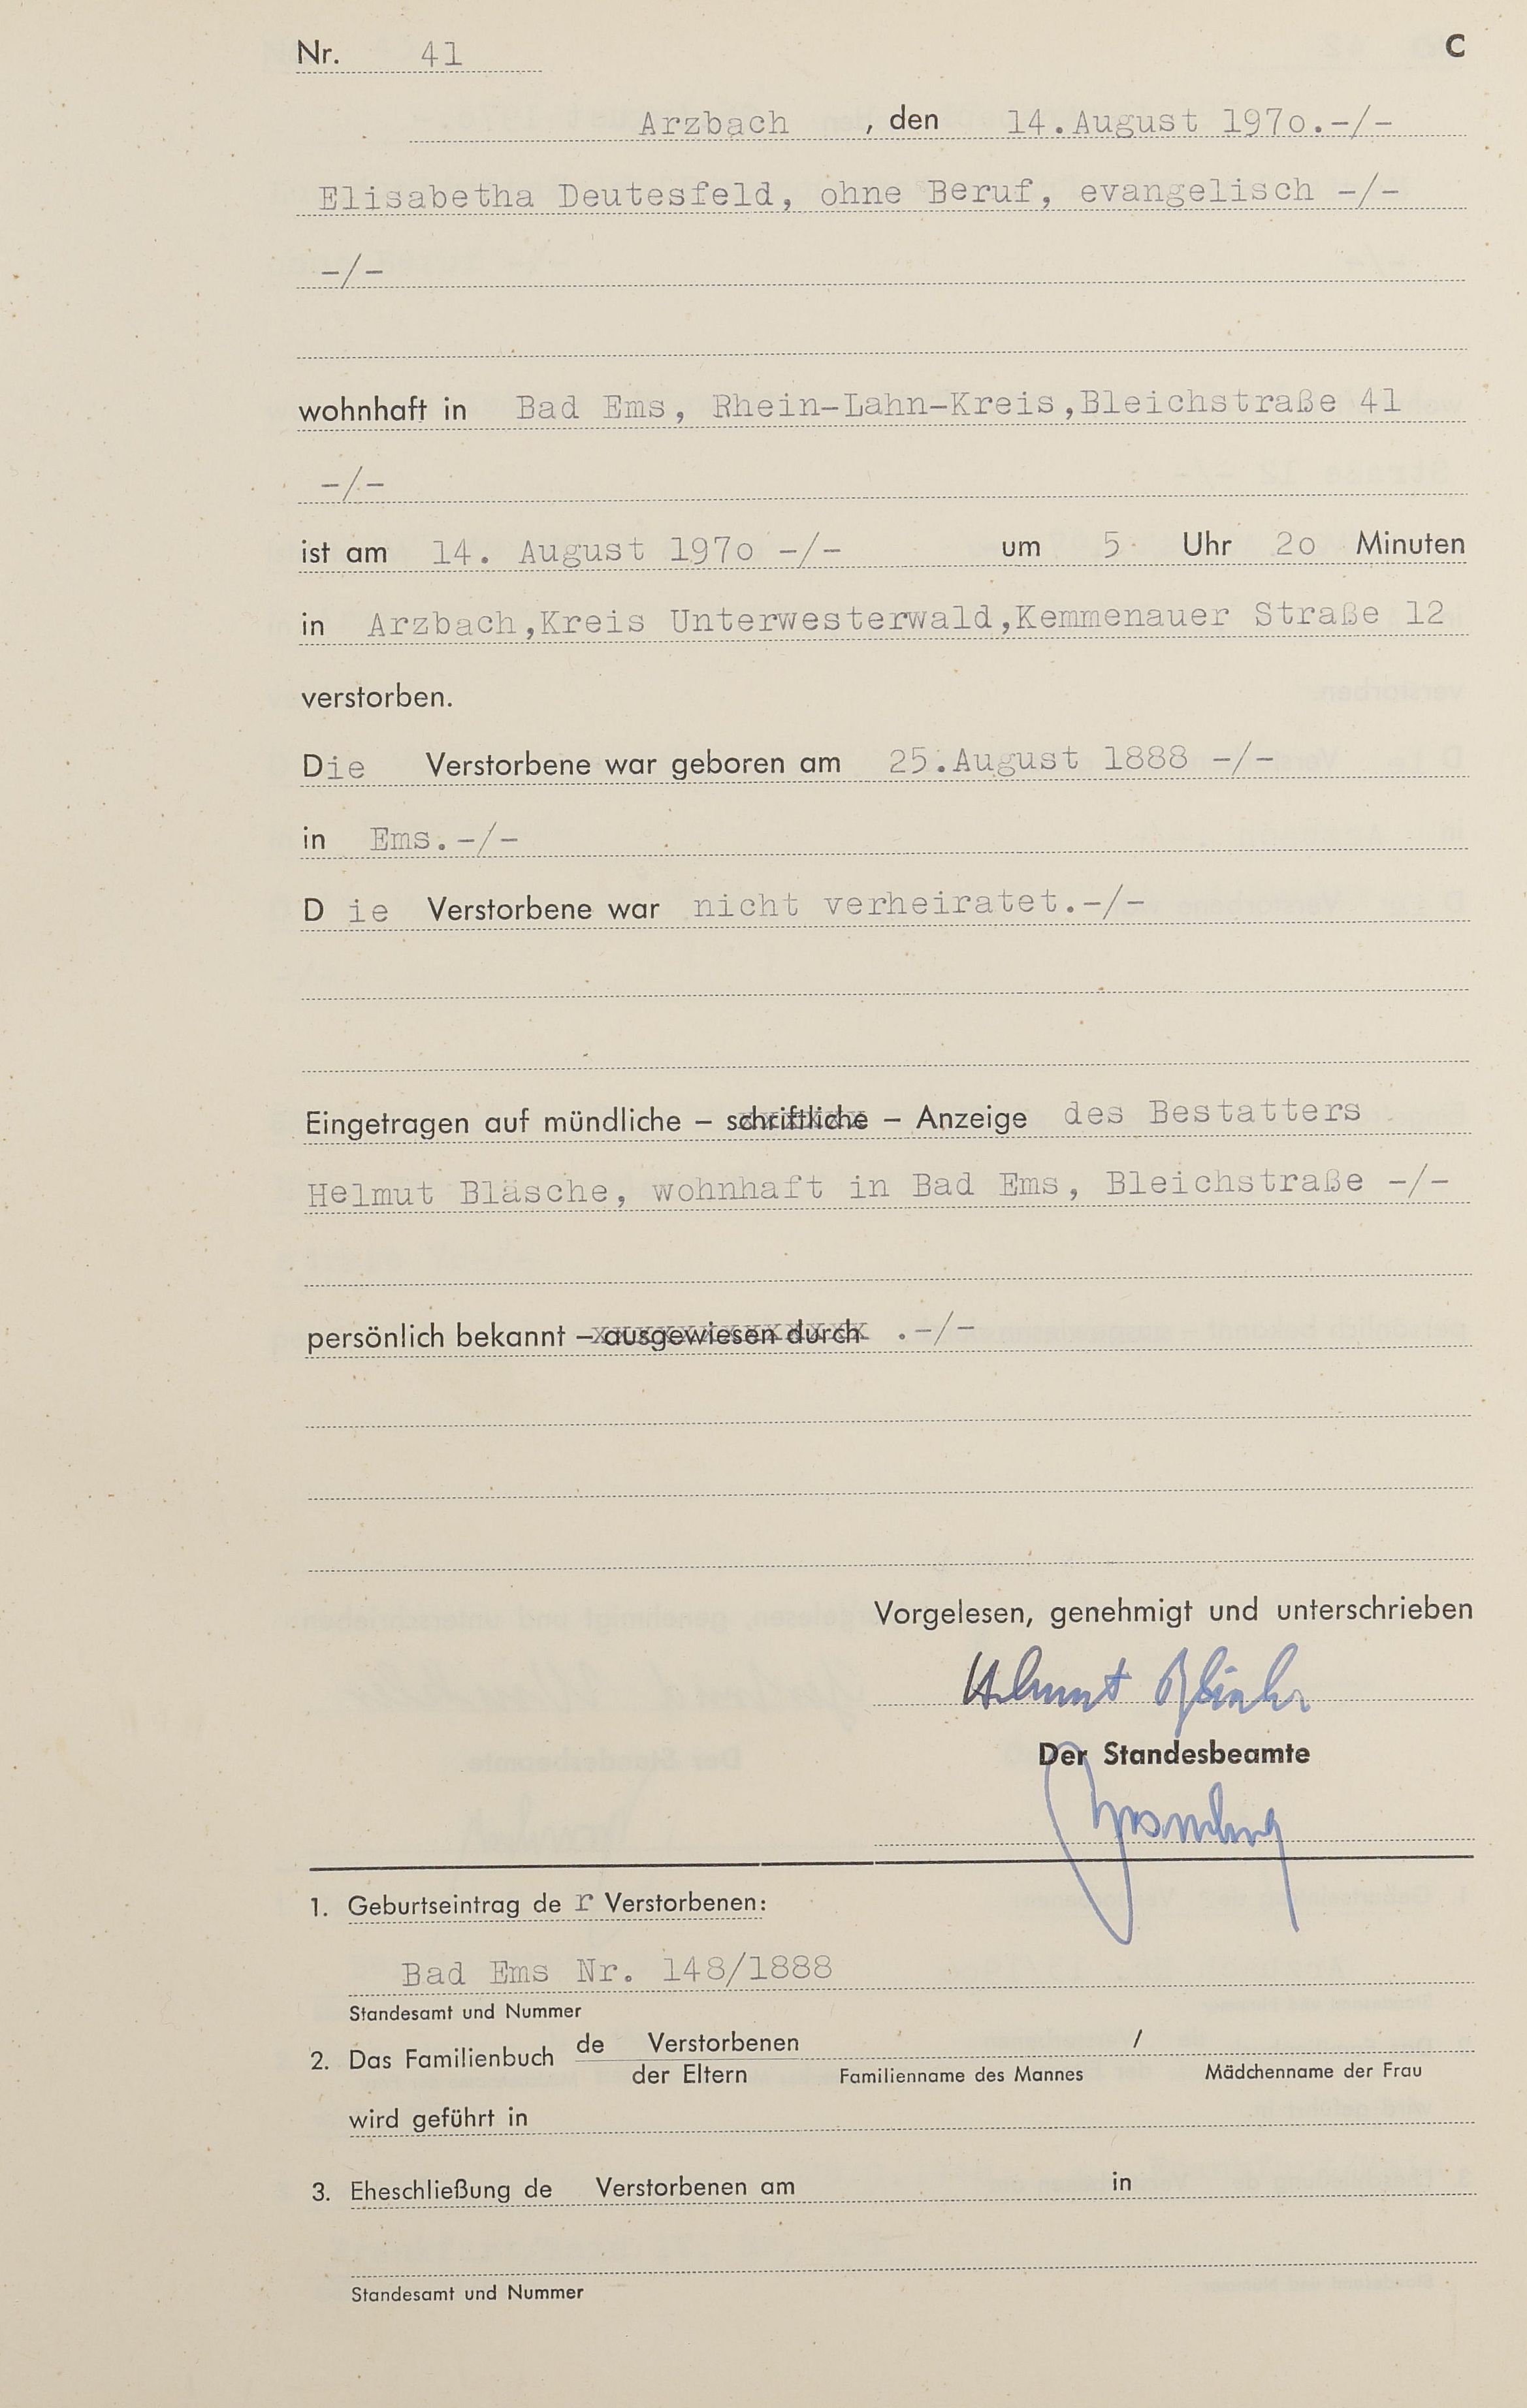 Nr. 41 C
Arzbach , den 14.August 197o.-/-
Elisabetha Deutesfeld, ohne Beruf, evangelisch -/-
-/-
wohnhaft in Bad Ems, Rhein-Lahn-Kreis,Bleichstraße 41
-/-
ist am 14. August 197o -/- um 5 Uhr 2o Minuten
in Arzbach,Kreis Unterwesterwald,Kemmenauer Straße 12
verstorben.
Die Verstorbene war geboren am 25.August 1888 -/-
in Ems.-/-
D ie Verstorbene war nicht verheiratet.-/-
Eingetragen auf mündliche – schriftliche – Anzeige des Bestatters
Helmut Bläsche, wohnhaft in Bad Ems, Bleichstraße -/-
persönlich bekannt – ausgewiesen durch .-/-
Vorgelesen, genehmigt und unterschrieben
Helmut
Der Standesbeamte
1. Geburtseintrag de r Verstorbenen:
Bad Ems Nr. 148/1888
Standesamt und Nummer
2. Das Familienbuch de Verstorbenen /
der Eltern Familienname des Mannes Mädchenname der Frau
wird geführt in
3. Eheschließung de Verstorbenen am in
Standesamt und Nummer